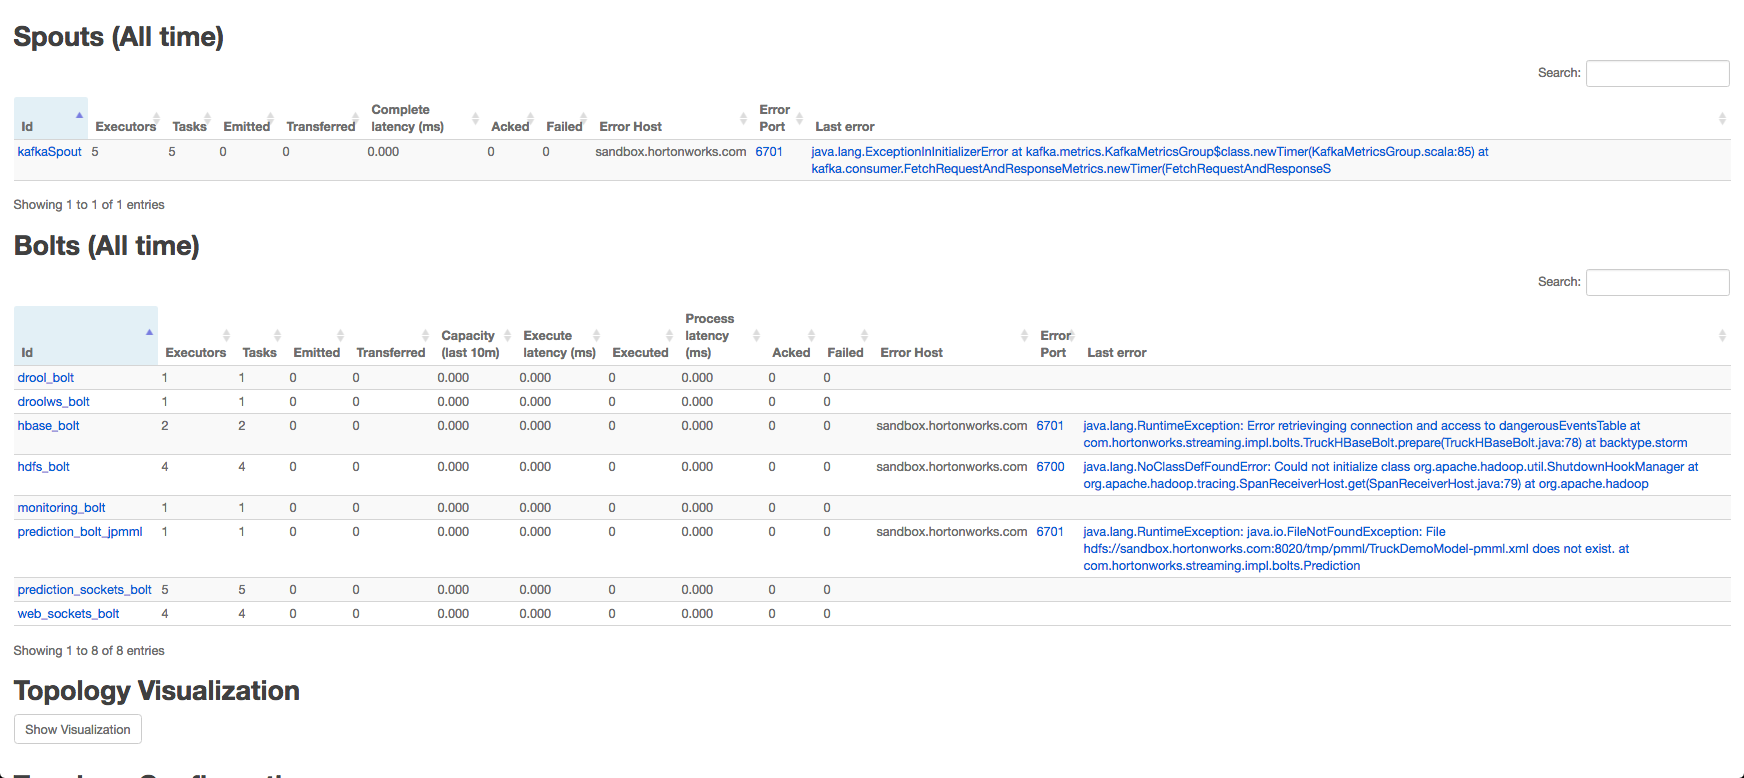 Spouts (All time)
Search:
Id Executors Tasks Emitted Transferred Complete latency (ms) Acked Failed Error Host Error Port Last error
kafkaSpout 5 5 0 0 0.000 0 0 sandbox.hortonworks.com 6701 java.lang.ExceptionInInitializerError at kafka.metrics.KafkaMetricsGroup$class.newTimer(KafkaMetricsGroup.scala:85) at
kafka.consumer.FetchRequestAndResponseMetrics.newTimer(FetchRequestAndResponseS
Showing 1 to 1 of 1 entries
Bolts (All time)
Search:
Id Executors Tasks Emitted Transferred Capacity (last 10m) Execute latency (ms) Executed Process latency (ms) Acked Failed Error Host Error Port Last error
drool_bolt 1 1 0 0 0.000 0.000 0 0.000 0 0
droolws_bolt 1 1 0 0 0.000 0.000 0 0.000 0 0
hbase_bolt 2 2 0 0 0.000 0.000 0 0.000 0 0 sandbox.hortonworks.com 6701 java.lang.RuntimeException: Error retrievinging connection and access to dangerousEventsTable at
com.hortonworks.streaming.impl.bolts.TruckHBaseBolt.prepare(TruckHBaseBolt.java:78) at backtype.storm
hdfs_bolt 4 4 0 0 0.000 0.000 0 0.000 0 0 sandbox.hortonworks.com 6700 java.lang.NoClassDefFoundError: Could not initialize class org.apache.hadoop.util.ShutdownHookManager at
org.apache.hadoop.tracing.SpanReceiverHost.get(SpanReceiverHost.java:79) at org.apache.hadoop
monitoring_bolt 1 1 0 0 0.000 0.000 0 0.000 0 0
prediction_bolt_jpmml 1 1 0 0 0.000 0.000 0 0.000 0 0 sandbox.hortonworks.com 6701 java.lang.RuntimeException: java.io.FileNotFoundException: File
hdfs://sandbox.hortonworks.com:8020/tmp/pmml/TruckDemoModel-pmml.xml does not exist. at
com.hortonworks.streaming.impl.bolts.Prediction
prediction_sockets_bolt 5 5 0 0 0.000 0.000 0 0.000 0 0
web_sockets_bolt 4 4 0 0 0.000 0.000 0 0.000 0 0
Showing 1 to 8 of 8 entries
Topology Visualization
Show Visualization